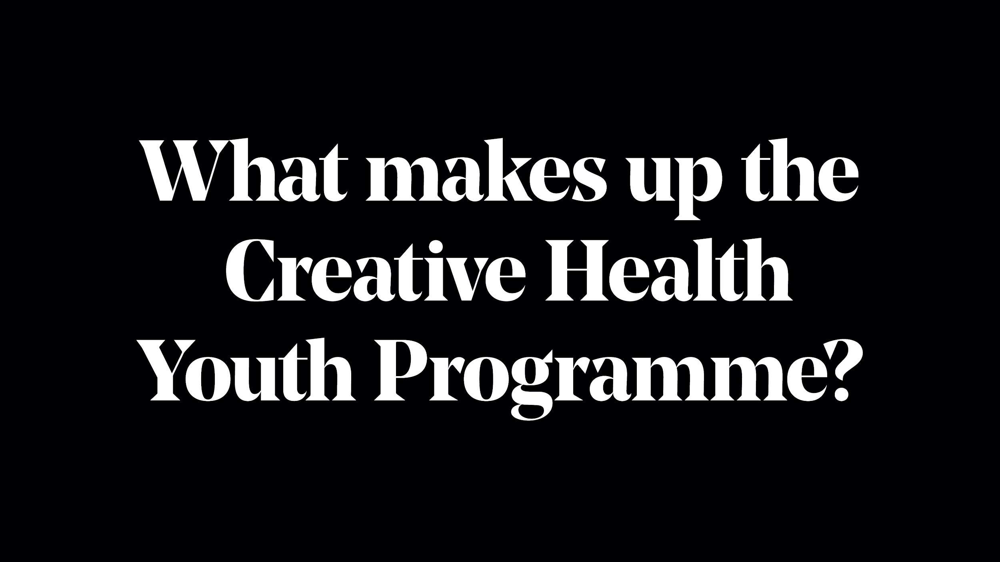 What makes up the
Creative Health
Youth Programme?